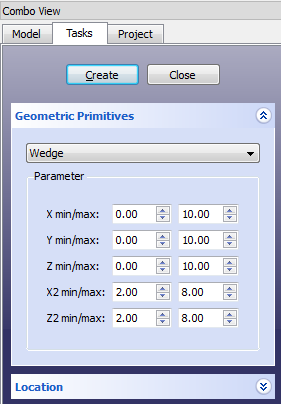 Combo View
Model Tasks Project
Create Close
Geometric Primitives
Wedge
Parameter
X min/max: 0.00 10.00
Y min/max: 0.00 10.00
Z min/max: 0.00 10.00
X2 min/max: 2.00 8.00
Z2 min/max: 2.00 8.00
Location